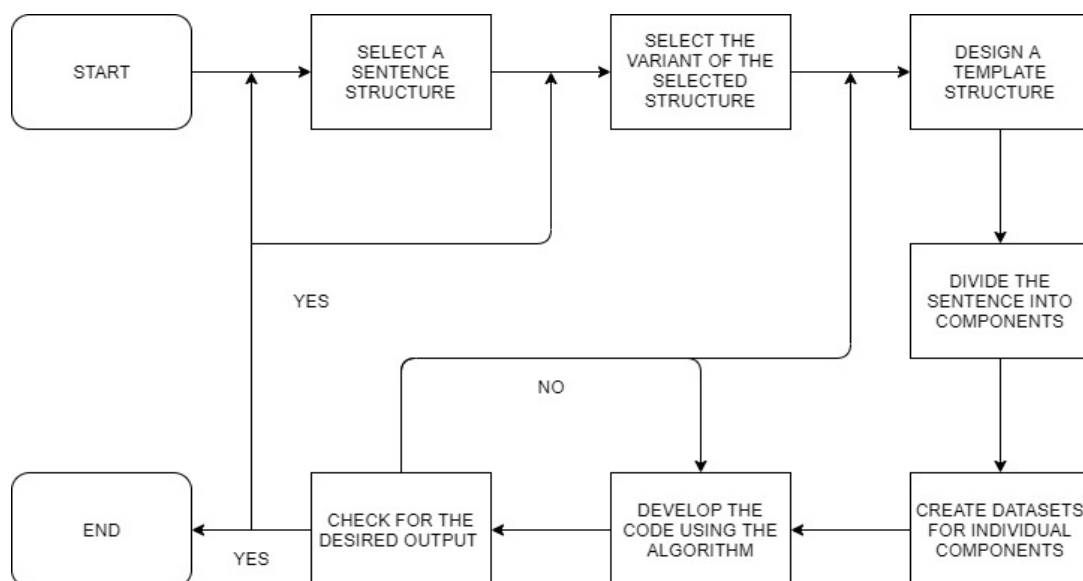 START
SELECT A
SENTENCE
STRUCTURE
SELECT THE
VARIANT OF THE
SELECTED
STRUCTURE
DESIGN A
TEMPLATE
STRUCTURE
DIVIDE THE
SENTENCE INTO
COMPONENTS
YES
NO
END
YES
CHECK FOR THE
DESIRED OUTPUT
DEVELOP THE
CODE USING THE
ALGORITHM
CREATE DATASETS
FOR INDIVIDUAL
COMPONENTS